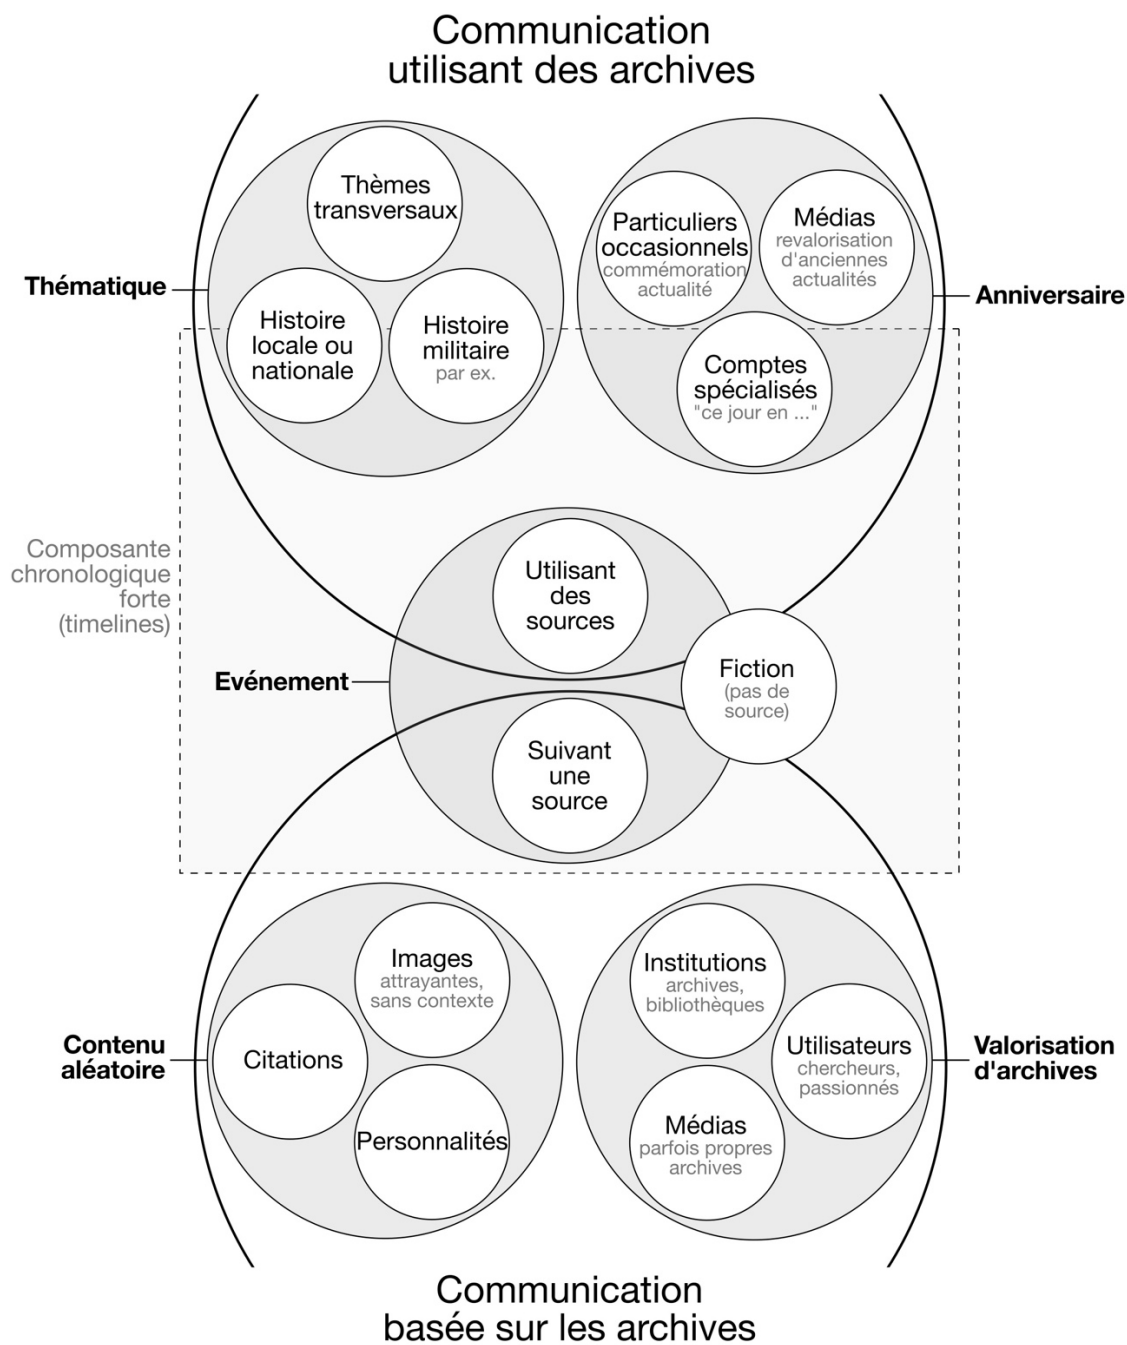 Communication
utilisant des archives
Thématique
Thèmes
transversaux
Histoire
locale ou
nationale
Histoire
militaire
par ex.
Particuliers
occasionnels
commémoration
actualité
Médias
revalorisation
d'anciennes
actualités
Comptes
spécialisés
"ce jour en ..."
Anniversaire
Composante
chronologique
forte
(timelines)
Evénement
Utilisant
des
sources
Fiction
(pas de
source)
Suivant
une
source
Contenu
aléatoire
Images
attrayantes,
sans contexte
Citations
Personnalités
Institutions
archives,
bibliothèques
Utilisateurs
chercheurs,
passionnés
Médias
parfois propres
archives
Valorisation
d'archives
Communication
basée sur les archives